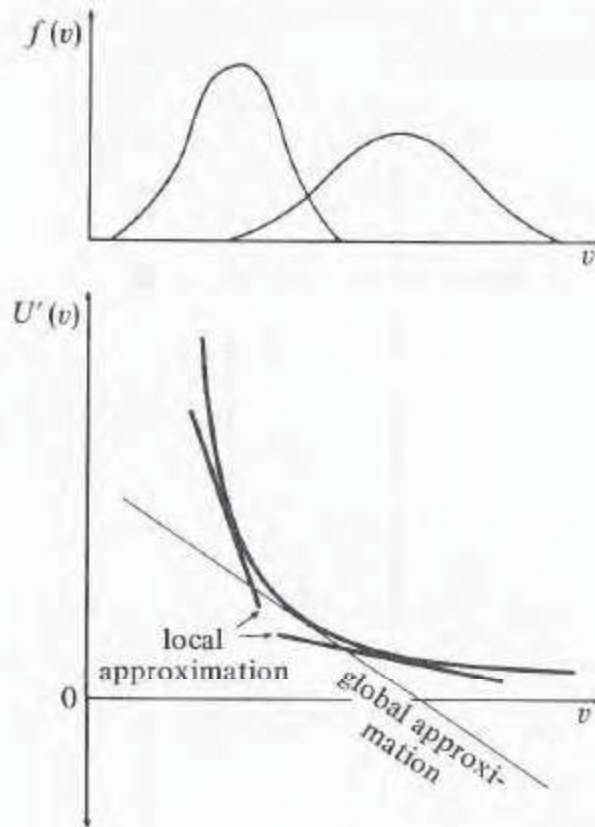 f(v)
v
U′(v)
local
approximation
global approxi-
mation
0
v